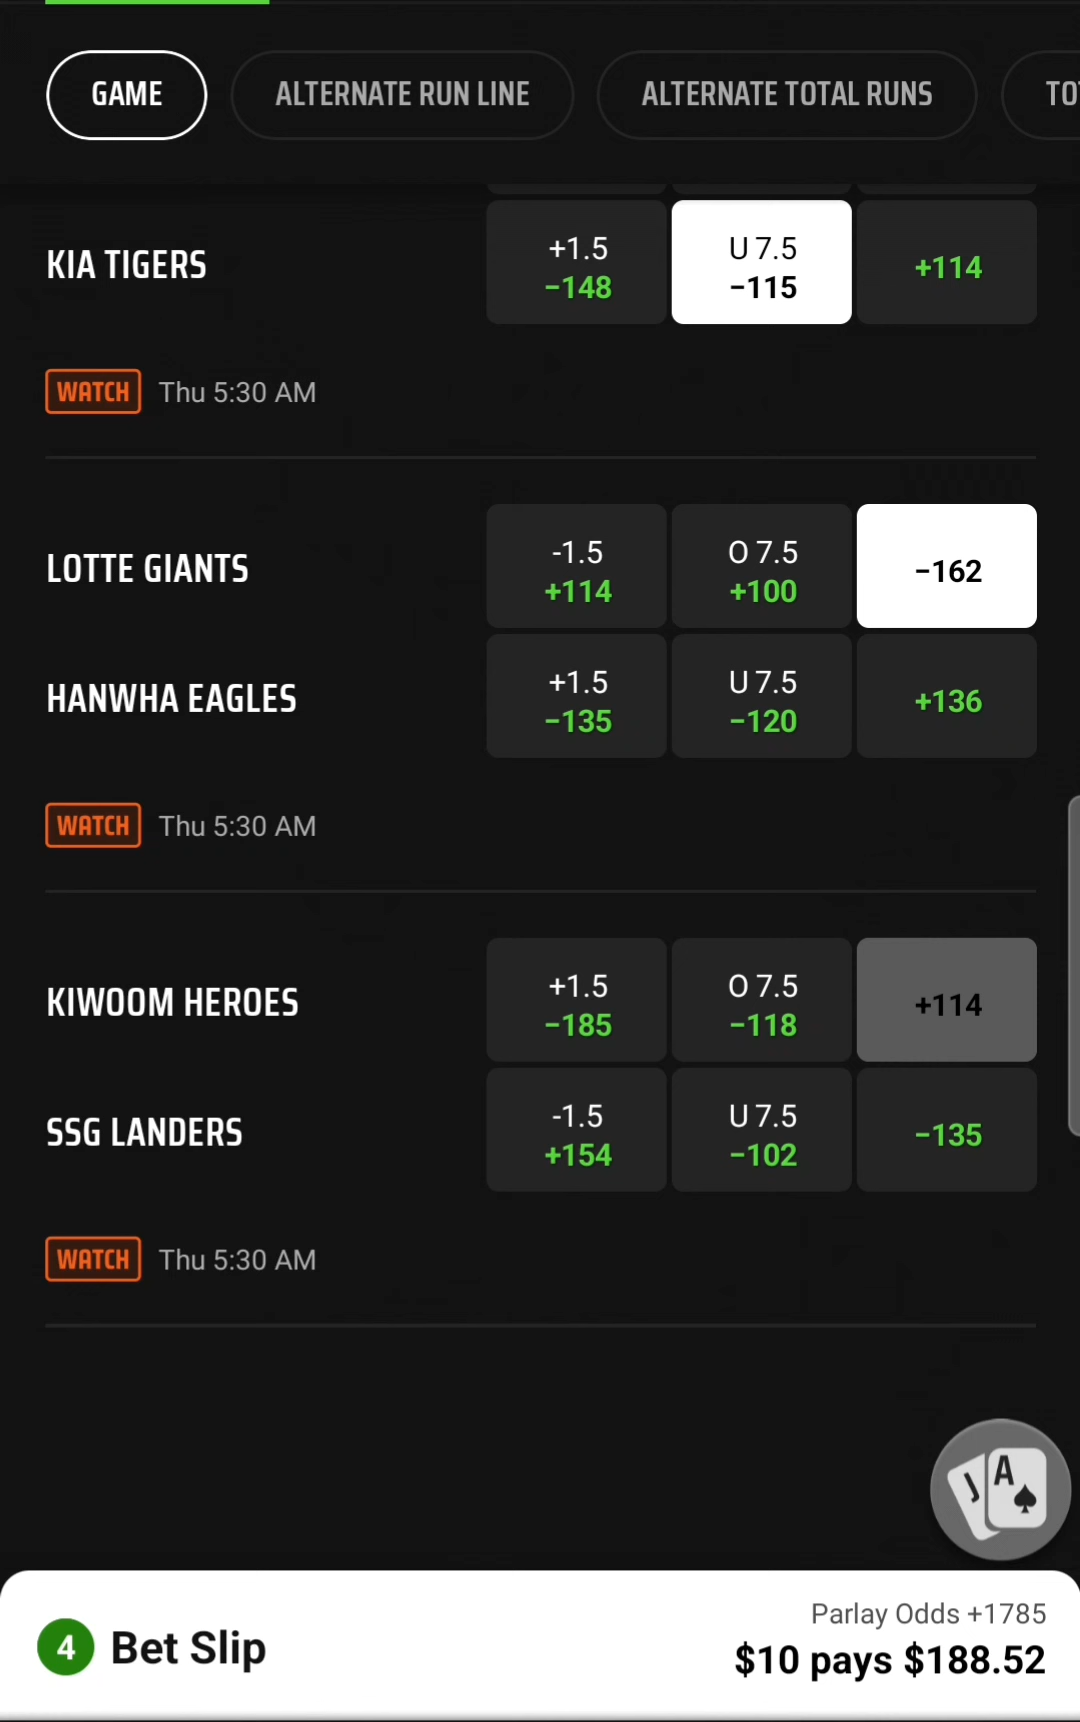 GAME
ALTERNATE RUN LINE
ALTERNATE TOTAL RUNS
TO
KIA TIGERS
+1.5
−148
U 7.5
−115
+114
WATCH Thu 5:30 AM
LOTTE GIANTS
-1.5
+114
O 7.5
+100
−162
HANWHA EAGLES
+1.5
−135
U 7.5
−120
+136
WATCH Thu 5:30 AM
KIWOOM HEROES
+1.5
−185
O 7.5
−118
+114
SSG LANDERS
-1.5
+154
U 7.5
−102
−135
WATCH Thu 5:30 AM
J A
4 Bet Slip
Parlay Odds +1785
$10 pays $188.52